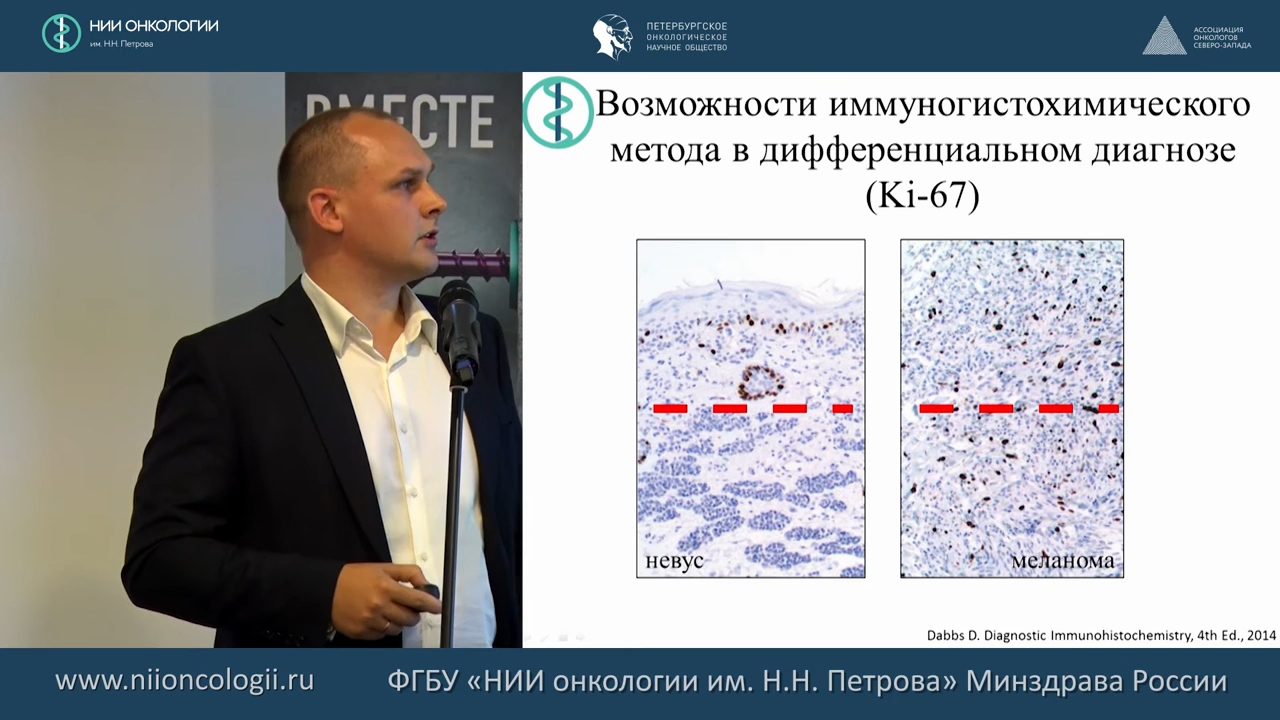 НИИ ОНКОЛОГИИ
им. Н.Н. Петрова
ПЕТЕРБУРГСКОЕ
ОНКОЛОГИЧЕСКОЕ
НАУЧНОЕ ОБЩЕСТВО
АССОЦИАЦИЯ
ОНКОЛОГОВ
СЕВЕРО-ЗАПАДА
ВМЕСТЕ
Возможности иммуногистохимического
метода в дифференциальном диагнозе
(Ki-67)
невус
меланома
Dabbs D. Diagnostic Immunohistochemistry, 4th Ed., 2014
www.niioncologii.ru
ФГБУ «НИИ онкологии им. Н.Н. Петрова» Минздрава России